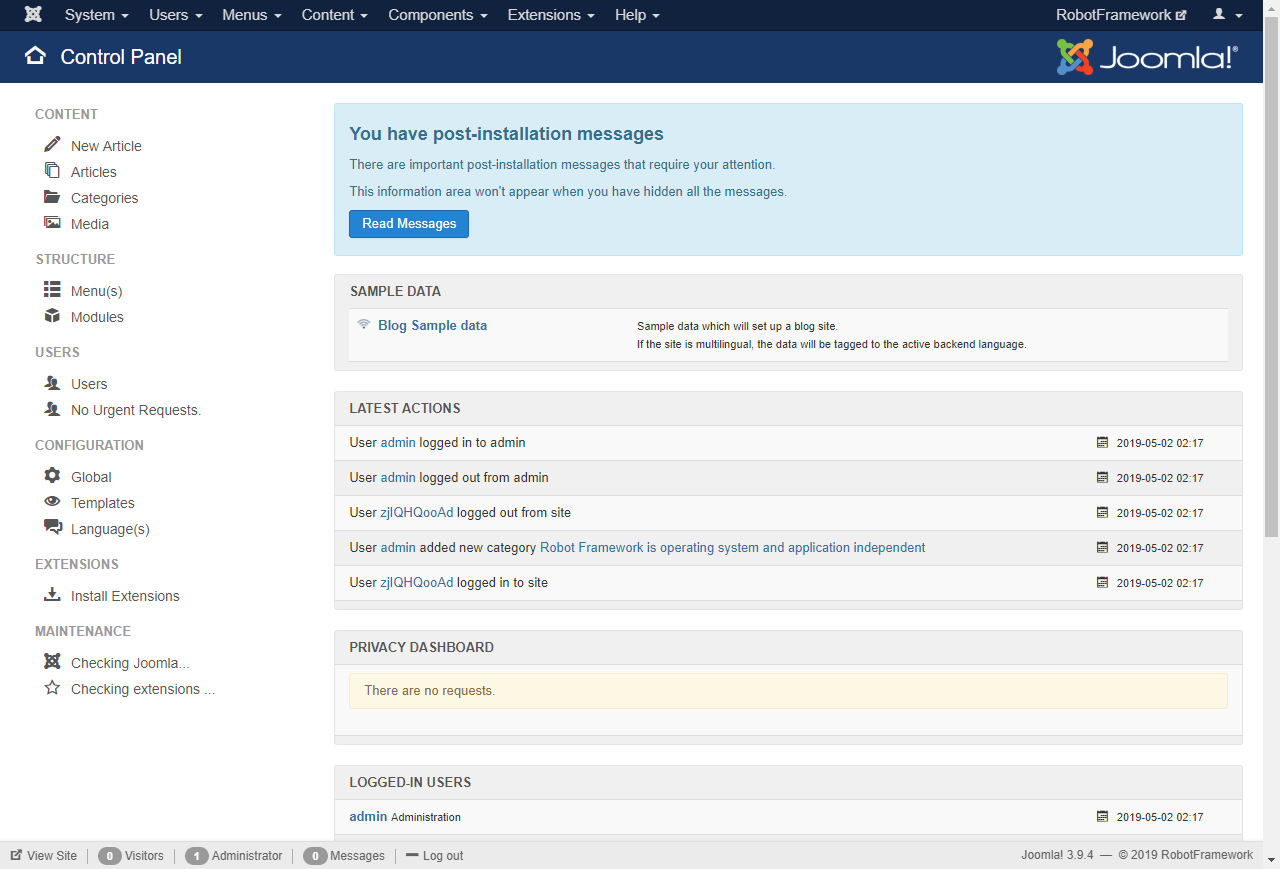 System Users Menus Content Components Extensions Help RobotFramework
Control Panel Joomla!®
CONTENT
New Article
Articles
Categories
Media
STRUCTURE
Menu(s)
Modules
USERS
Users
No Urgent Requests.
CONFIGURATION
Global
Templates
Language(s)
EXTENSIONS
Install Extensions
MAINTENANCE
Checking Joomla...
Checking extensions ...
You have post-installation messages
There are important post-installation messages that require your attention.
This information area won't appear when you have hidden all the messages.
Read Messages
SAMPLE DATA
Blog Sample data Sample data which will set up a blog site.
If the site is multilingual, the data will be tagged to the active backend language.
LATEST ACTIONS
User admin logged in to admin 2019-05-02 02:17
User admin logged out from admin 2019-05-02 02:17
User zjIQHQooAd logged out from site 2019-05-02 02:17
User admin added new category Robot Framework is operating system and application independent 2019-05-02 02:17
User zjIQHQooAd logged in to site 2019-05-02 02:17
PRIVACY DASHBOARD
There are no requests.
LOGGED-IN USERS
admin Administration 2019-05-02 02:17
View Site 0 Visitors 1 Administrator 0 Messages Log out Joomla! 3.9.4 — © 2019 RobotFramework